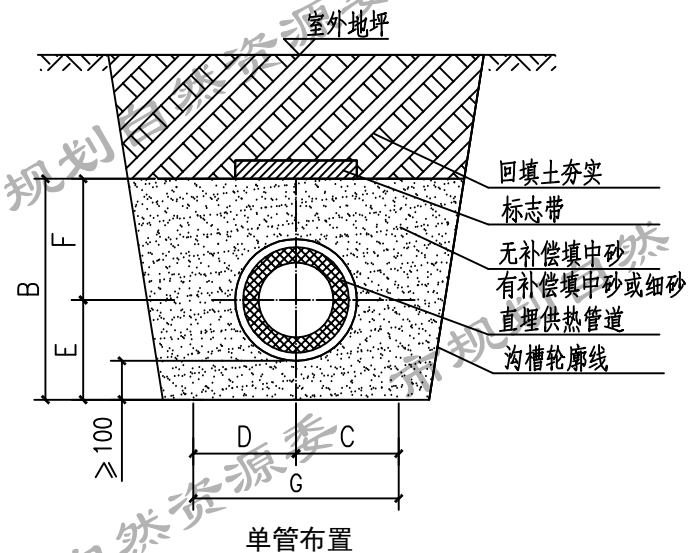 室外地坪
回填土夯实
标志带
无补偿填中砂
有补偿填中砂或细砂
直埋供热管道
沟槽轮廓线
F
B
E
≥100
D
C
G
单管布置
规划自然资源委
市规划自然
自然资源委